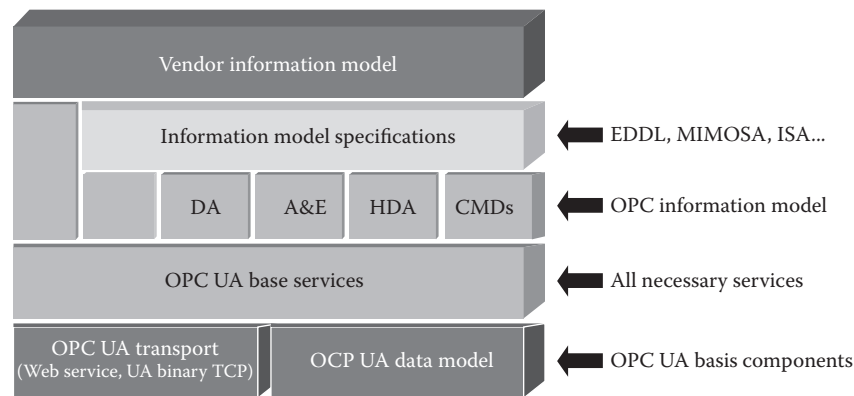 Vendor information model
Information model specifications
EDDL, MIMOSA, ISA...
DA
A&E
HDA
CMDs
OPC information model
OPC UA base services
All necessary services
OPC UA transport
(Web service, UA binary TCP)
OCP UA data model
OPC UA basis components